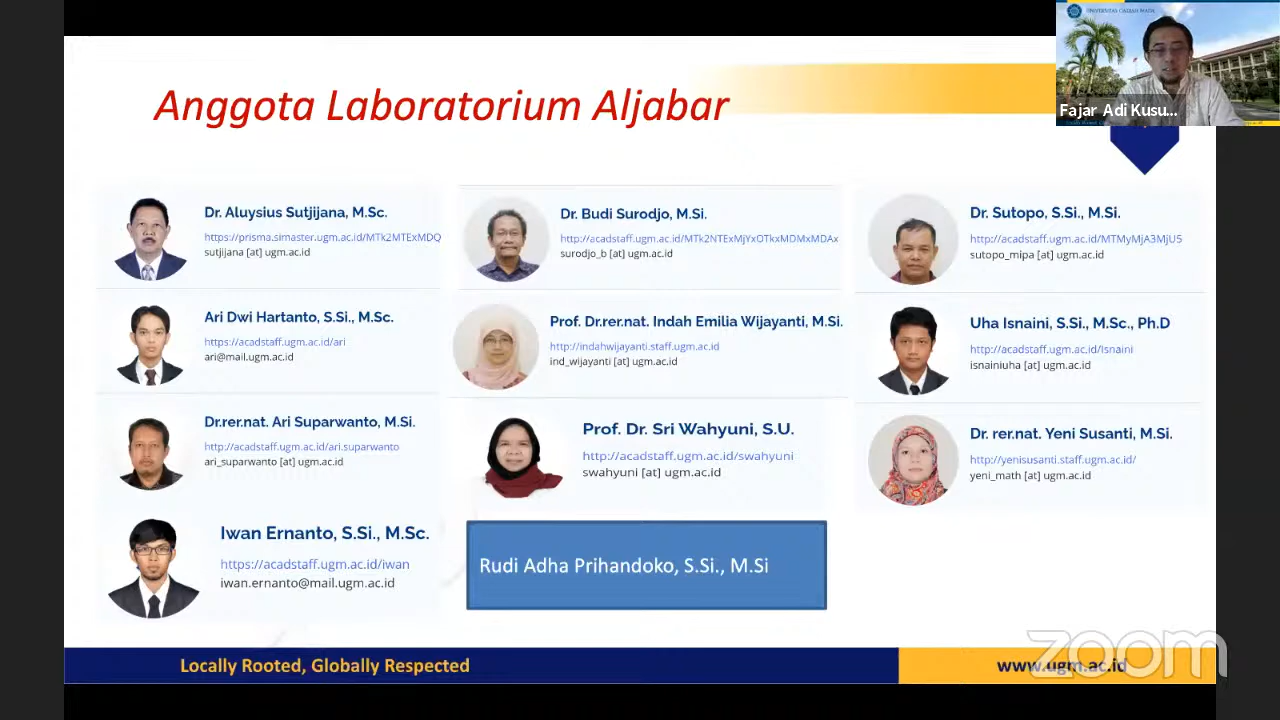 UNIVERSITAS GADJAH MADA
Fajar Adi Kusu...
Anggota Laboratorium Aljabar
Dr. Aluysius Sutjijana, M.Sc.
https://prisma.simaster.ugm.ac.id/MTk2MTExMDQ
sutjijana [at] ugm.ac.id
Dr. Budi Surodjo, M.Si.
http://acadstaff.ugm.ac.id/MTk2NTExMjYxOTkxMDMxMDAx
surodjo_b [at] ugm.ac.id
Dr. Sutopo, S.Si., M.Si.
http://acadstaff.ugm.ac.id/MTMyMjA3MjU5
sutopo_mipa [at] ugm.ac.id
Ari Dwi Hartanto, S.Si., M.Sc.
https://acadstaff.ugm.ac.id/ari
ari@mail.ugm.ac.id
Prof. Dr.rer.nat. Indah Emilia Wijayanti, M.Si.
http://indahwijayanti.staff.ugm.ac.id
ind_wijayanti [at] ugm.ac.id
Uha Isnaini, S.Si., M.Sc., Ph.D
http://acadstaff.ugm.ac.id/Isnaini
isnainiuha [at] ugm.ac.id
Dr.rer.nat. Ari Suparwanto, M.Si.
http://acadstaff.ugm.ac.id/ari.suparwanto
ari_suparwanto [at] ugm.ac.id
Prof. Dr. Sri Wahyuni, S.U.
http://acadstaff.ugm.ac.id/swahyuni
swahyuni [at] ugm.ac.id
Dr. rer.nat. Yeni Susanti, M.Si.
http://yenisusanti.staff.ugm.ac.id/
yeni_math [at] ugm.ac.id
Iwan Ernanto, S.Si., M.Sc.
https://acadstaff.ugm.ac.id/iwan
iwan.ernanto@mail.ugm.ac.id
Rudi Adha Prihandoko, S.Si., M.Si
Locally Rooted, Globally Respected
www.ugm.ac.id
zoom